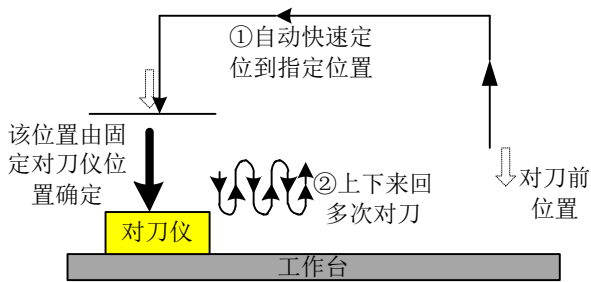 ①自动快速定
位到指定位置
该位置由固
定对刀仪位
置确定
②上下来回
多次对刀
对刀前
位置
对刀仪
工作台